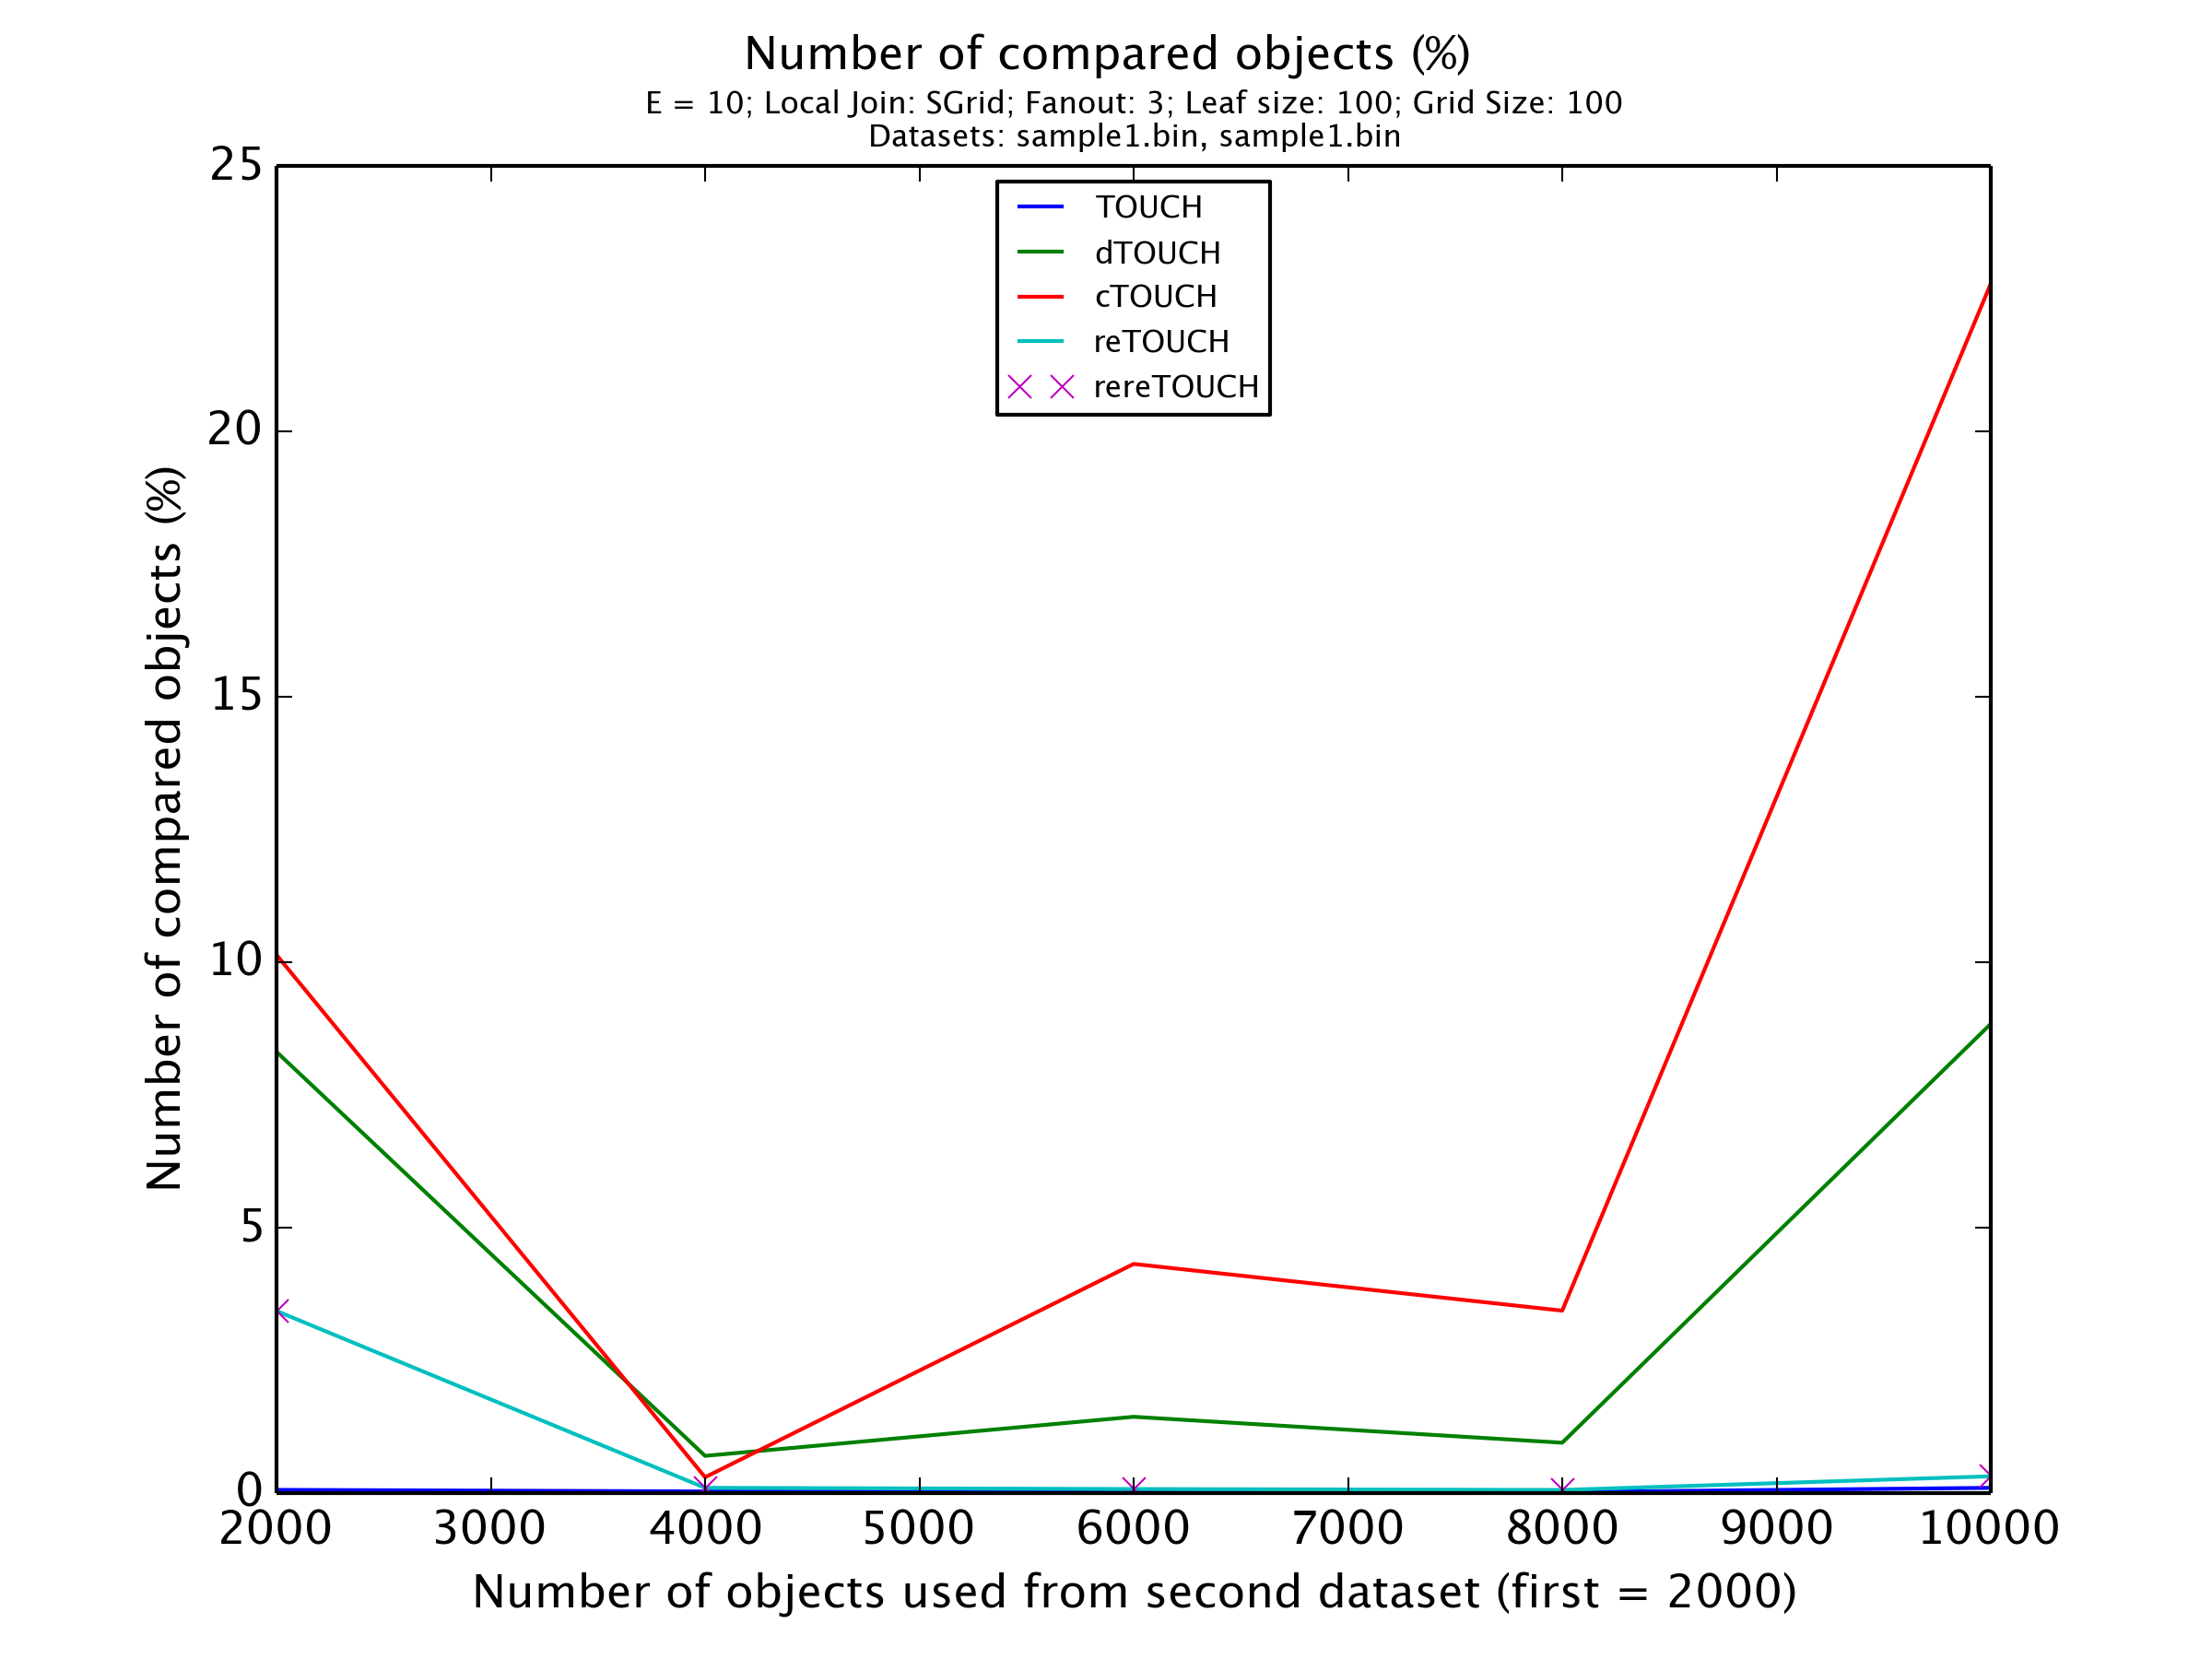 Number of compared objects (%)
E = 10; Local Join: SGrid; Fanout: 3; Leaf size: 100; Grid Size: 100
Datasets: sample1.bin, sample1.bin
TOUCH
dTOUCH
cTOUCH
reTOUCH
rereTOUCH
Number of compared objects (%)
25
20
15
10
5
0
2000 3000 4000 5000 6000 7000 8000 9000 10000
Number of objects used from second dataset (first = 2000)